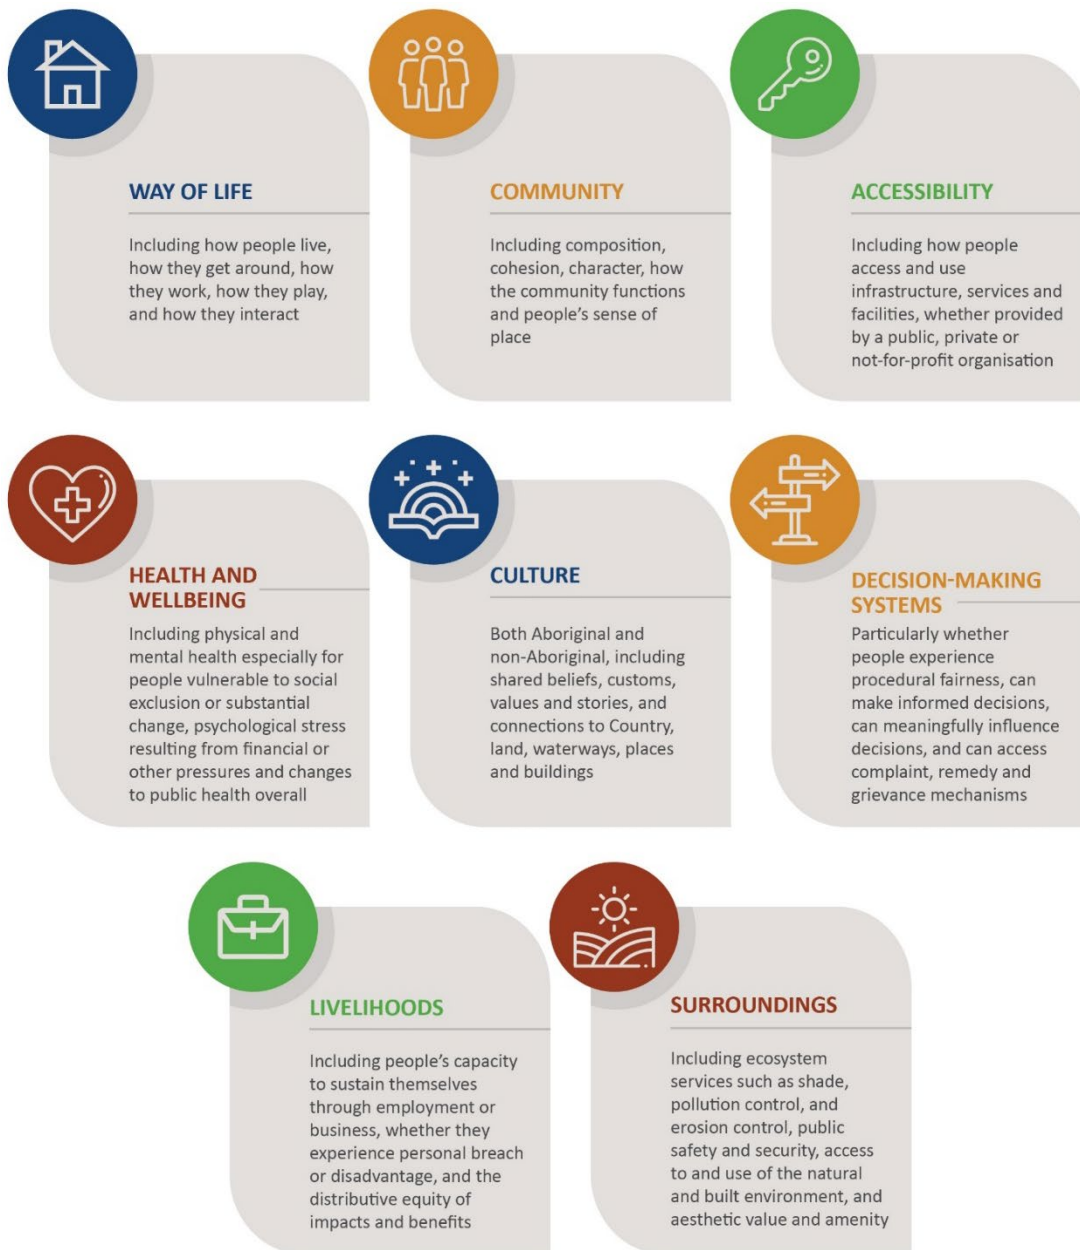 WAY OF LIFE
Including how people live,
how they get around, how
they work, how they play,
and how they interact
COMMUNITY
Including composition,
cohesion, character, how
the community functions
and people's sense of
place
ACCESSIBILITY
Including how people
access and use
infrastructure, services and
facilities, whether provided
by a public, private or
not-for-profit organisation
HEALTH AND
WELLBEING
Including physical and
mental health especially for
people vulnerable to social
exclusion or substantial
change, psychological stress
resulting from financial or
other pressures and changes
to public health overall
CULTURE
Both Aboriginal and
non-Aboriginal, including
shared beliefs, customs,
values and stories, and
connections to Country,
land, waterways, places
and buildings
DECISION-MAKING
SYSTEMS
Particularly whether
people experience
procedural fairness, can
make informed decisions,
can meaningfully influence
decisions, and can access
complaint, remedy and
grievance mechanisms
LIVELIHOODS
Including people's capacity
to sustain themselves
through employment or
business, whether they
experience personal breach
or disadvantage, and the
distributive equity of
impacts and benefits
SURROUNDINGS
Including ecosystem
services such as shade,
pollution control, and
erosion control, public
safety and security, access
to and use of the natural
and built environment, and
aesthetic value and amenity